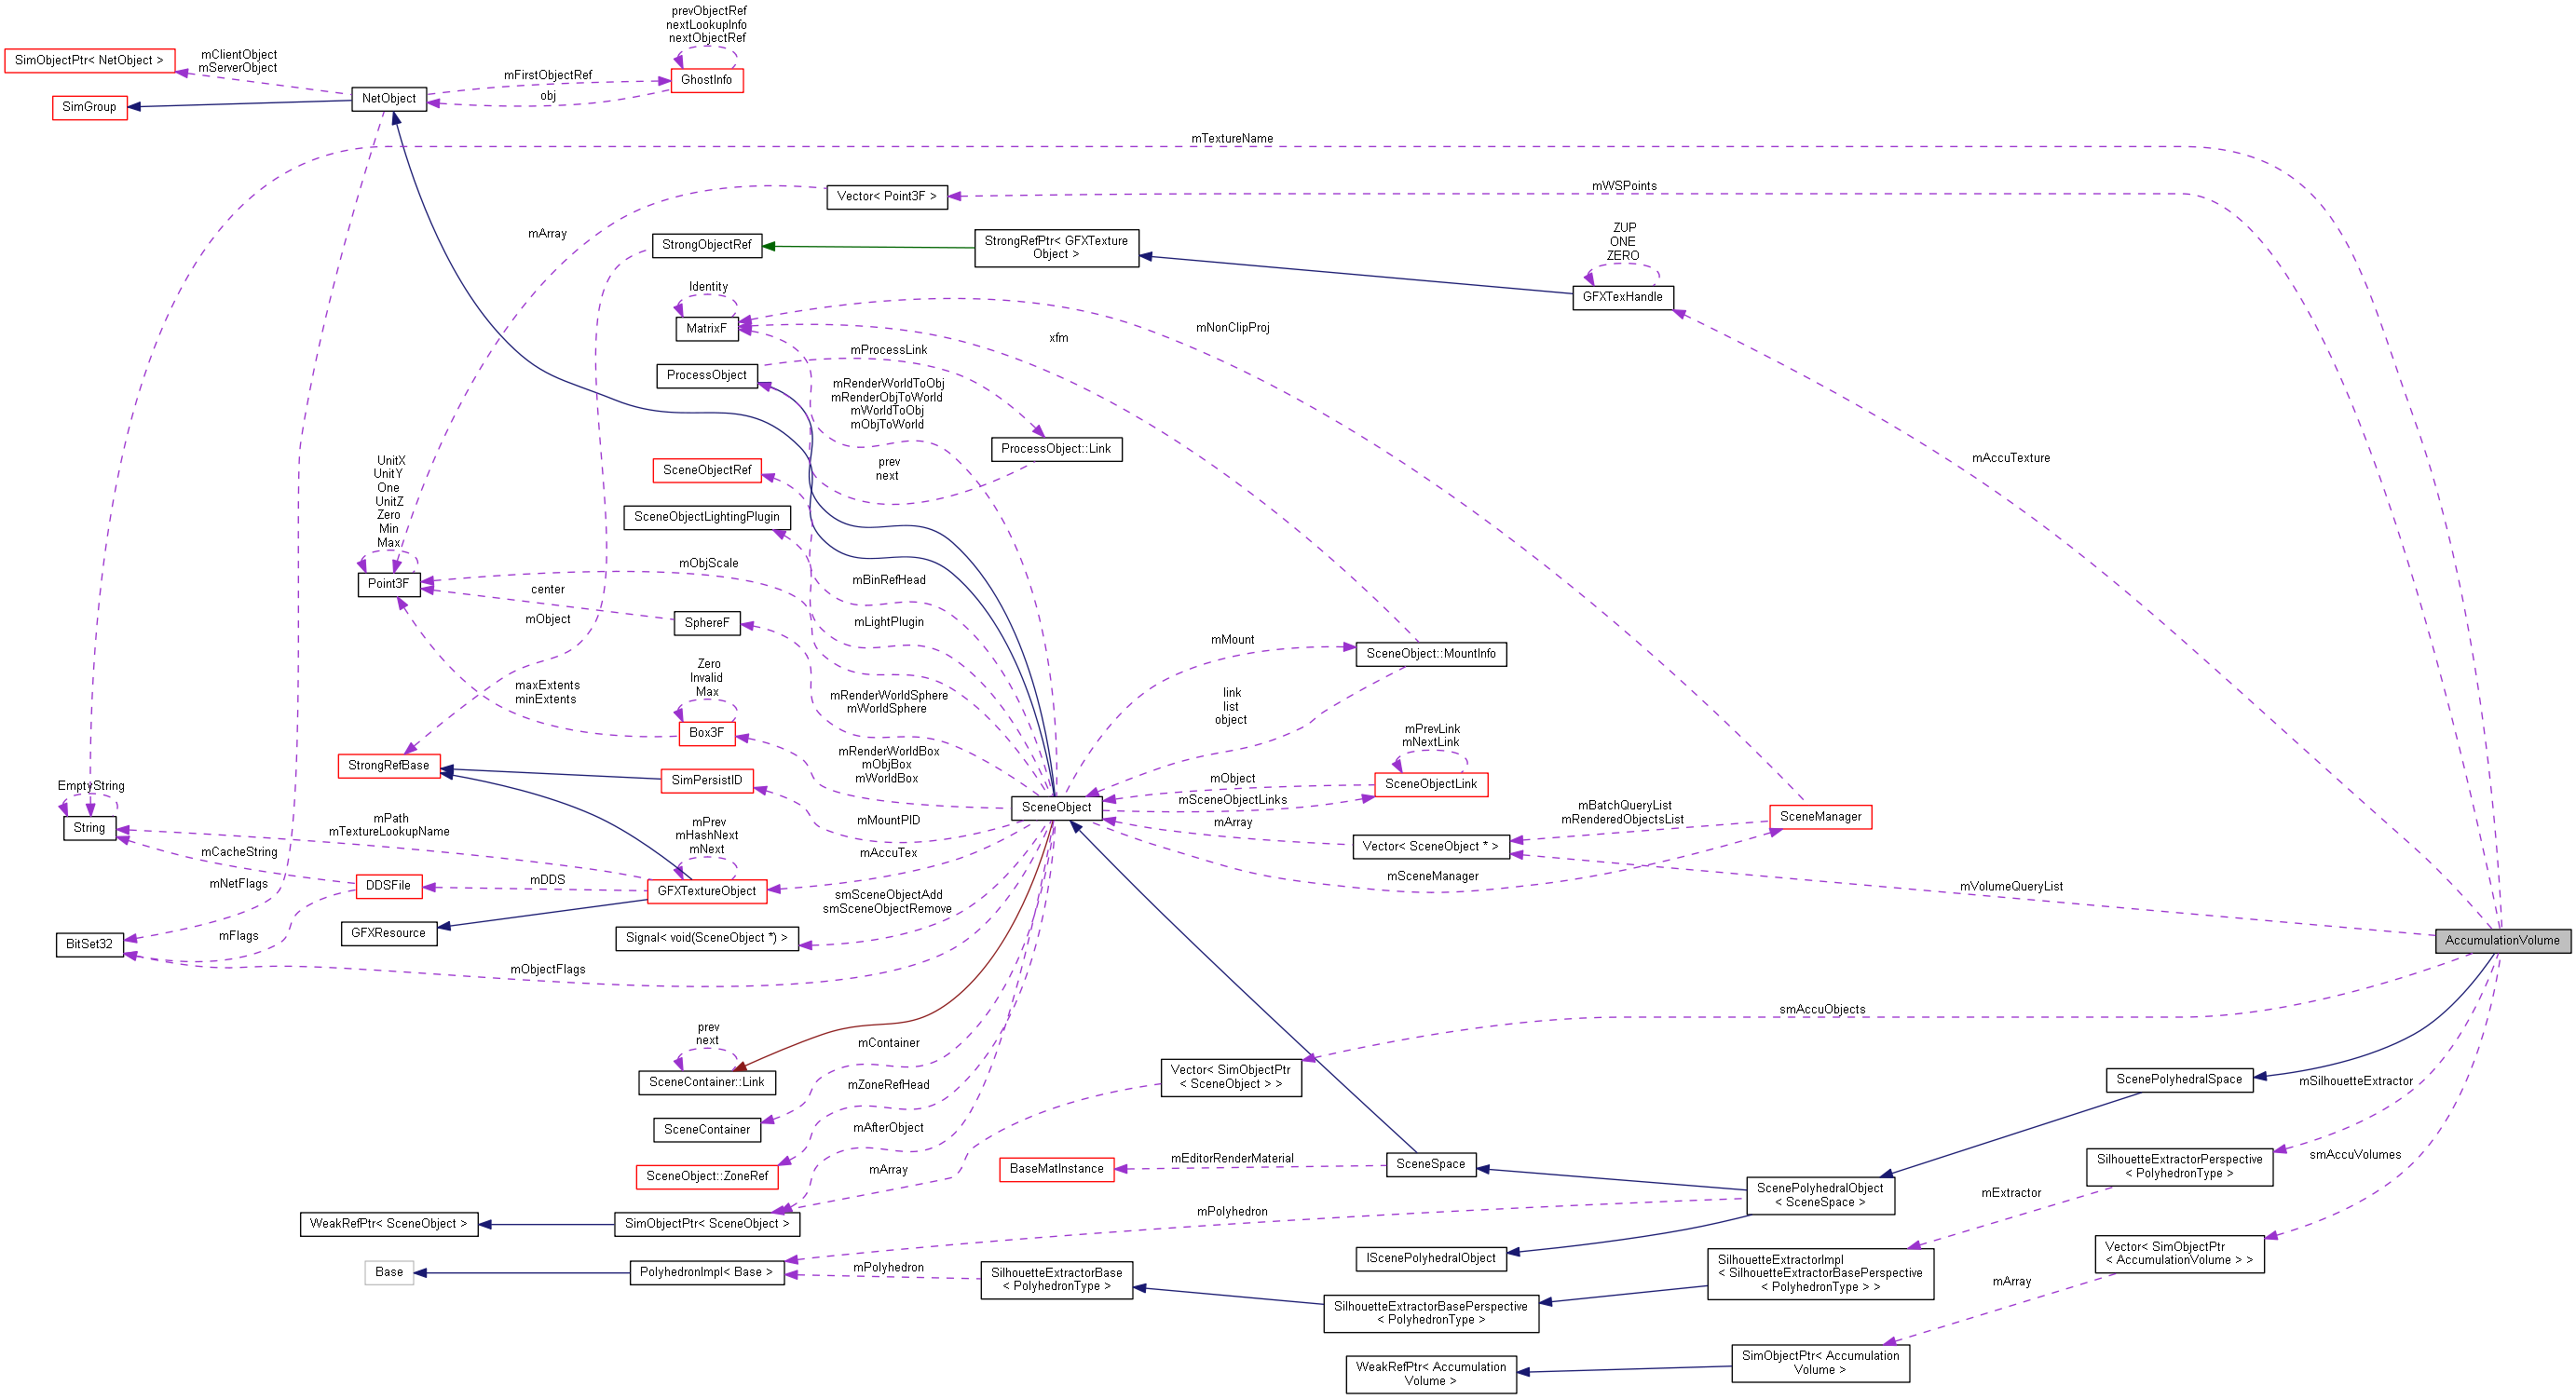 prevObjectRef
nextLookupInfo
nextObjectRef
mClientObject
mServerObject
SimObjectPtr< NetObject >
mFirstObjectRef
GhostInfo
obj
NetObject
SimGroup
mTextureName
mWSPoints
Vector< Point3F >
mArray
StrongObjectRef
StrongRefPtr< GFXTexture
Object >
ZUP
ONE
ZERO
GFXTexHandle
Identity
MatrixF
mNonClipProj
xfm
mProcessLink
ProcessObject
mRenderWorldToObj
mRenderObjToWorld
mWorldToObj
mObjToWorld
ProcessObject::Link
prev
next
mAccuTexture
SceneObjectRef
UnitX
UnitY
One
UnitZ
Zero
Min
Max
SceneObjectLightingPlugin
Point3F
mObjScale
mBinRefHead
center
mObject
SphereF
mLightPlugin
mMount
SceneObject::MountInfo
Zero
Invalid
Max
maxExtents
minExtents
mRenderWorldSphere
mWorldSphere
link
list
object
Box3F
mPrevLink
mNextLink
StrongRefBase
mRenderWorldBox
mObjBox
mWorldBox
SimPersistID
mObject
SceneObjectLink
EmptyString
String
SceneObject
mSceneObjectLinks
mBatchQueryList
mRenderedObjectsList
SceneManager
mPath
mTextureLookupName
mPrev
mHashNext
mNext
mMountPID
mArray
Vector< SceneObject * >
mCacheString
mAccuTex
mNetFlags
DDSFile
mDDS
GFXTextureObject
mSceneManager
mVolumeQueryList
smSceneObjectAdd
smSceneObjectRemove
BitSet32
mFlags
GFXResource
Signal< void(SceneObject *) >
AccumulationVolume
mObjectFlags
smAccuObjects
prev
next
mContainer
SceneContainer::Link
Vector< SimObjectPtr
< SceneObject > >
ScenePolyhedralSpace
mSilhouetteExtractor
mZoneRefHead
SceneContainer
mAfterObject
mArray
SceneObject::ZoneRef
BaseMatInstance
mEditorRenderMaterial
SceneSpace
SilhouetteExtractorPerspective
< PolyhedronType >
smAccuVolumes
ScenePolyhedralObject
< SceneSpace >
mExtractor
WeakRefPtr< SceneObject >
SimObjectPtr< SceneObject >
mPolyhedron
IScenePolyhedralObject
Base
PolyhedronImpl< Base >
mPolyhedron
SilhouetteExtractorBase
< PolyhedronType >
SilhouetteExtractorImpl
< SilhouetteExtractorBasePerspective
< PolyhedronType > >
Vector< SimObjectPtr
< AccumulationVolume > >
mArray
SilhouetteExtractorBasePerspective
< PolyhedronType >
WeakRefPtr< Accumulation
Volume >
SimObjectPtr< Accumulation
Volume >